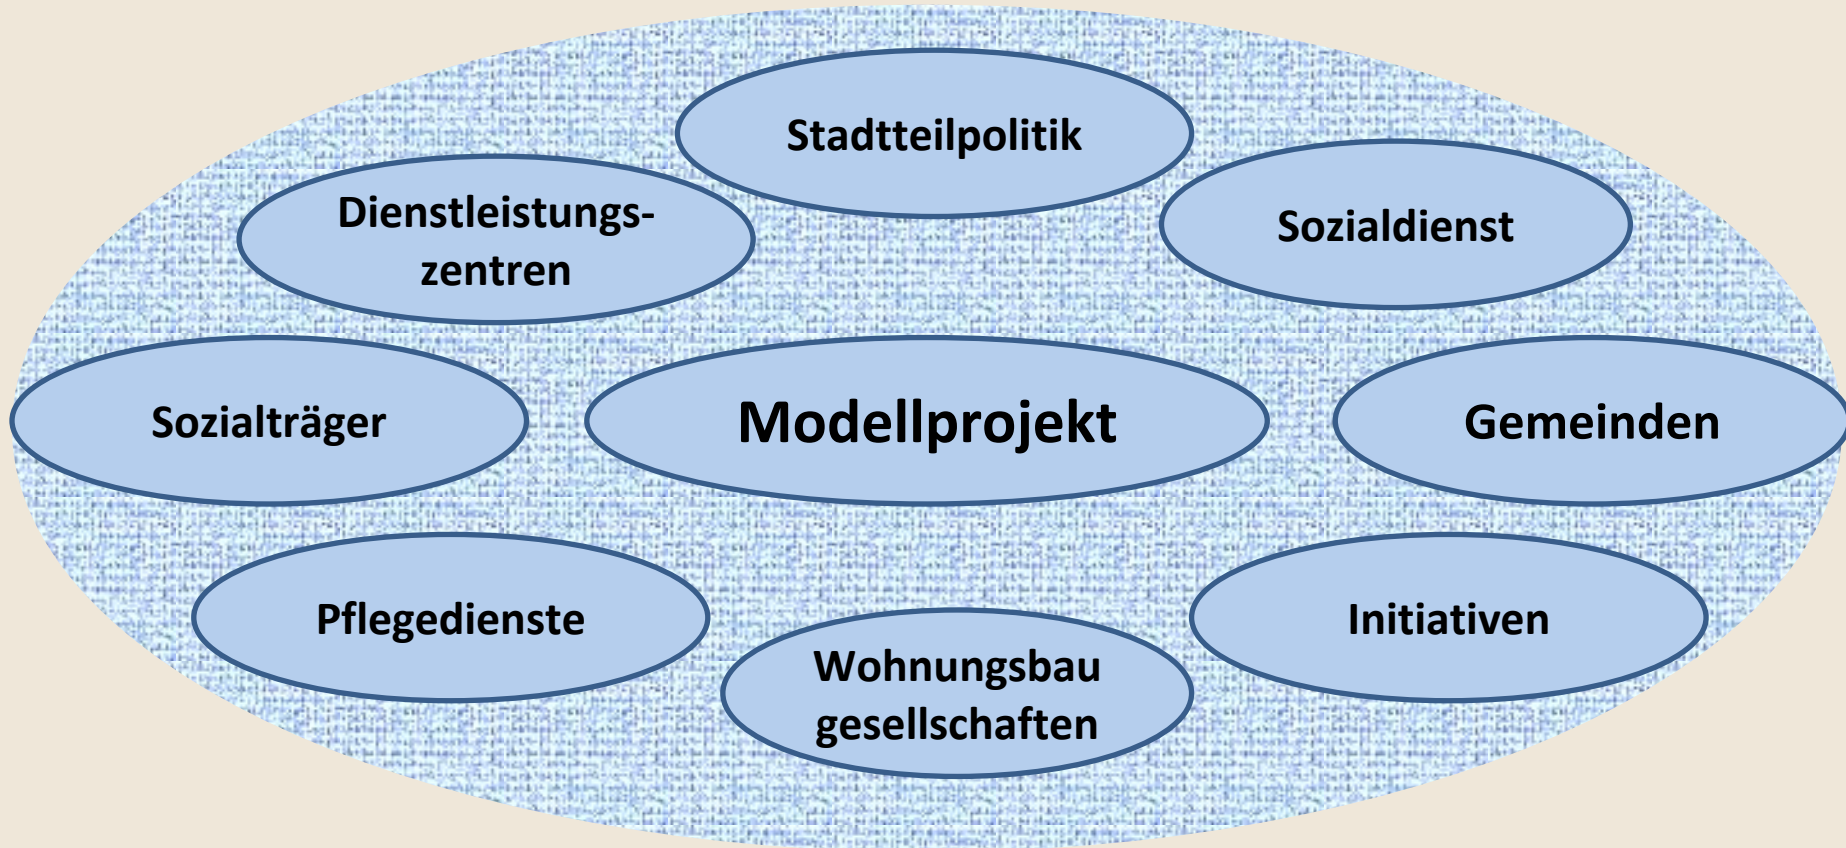 Stadtteilpolitik
Dienstleistungs-
zentren
Sozialdienst
Sozialträger
Modellprojekt
Gemeinden
Pflegedienste
Initiativen
Wohnungsbau
gesellschaften